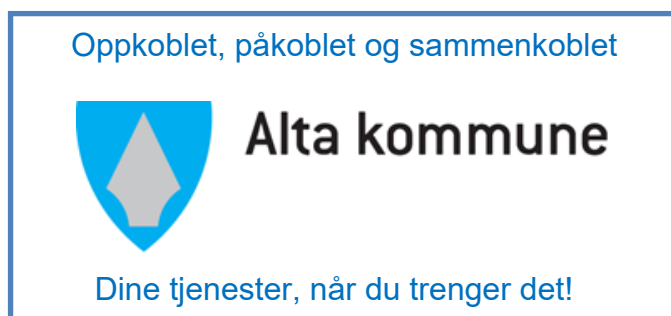 Oppkoblet, påkoblet og sammenkoblet
Alta kommune
Dine tjenester, når du trenger det!